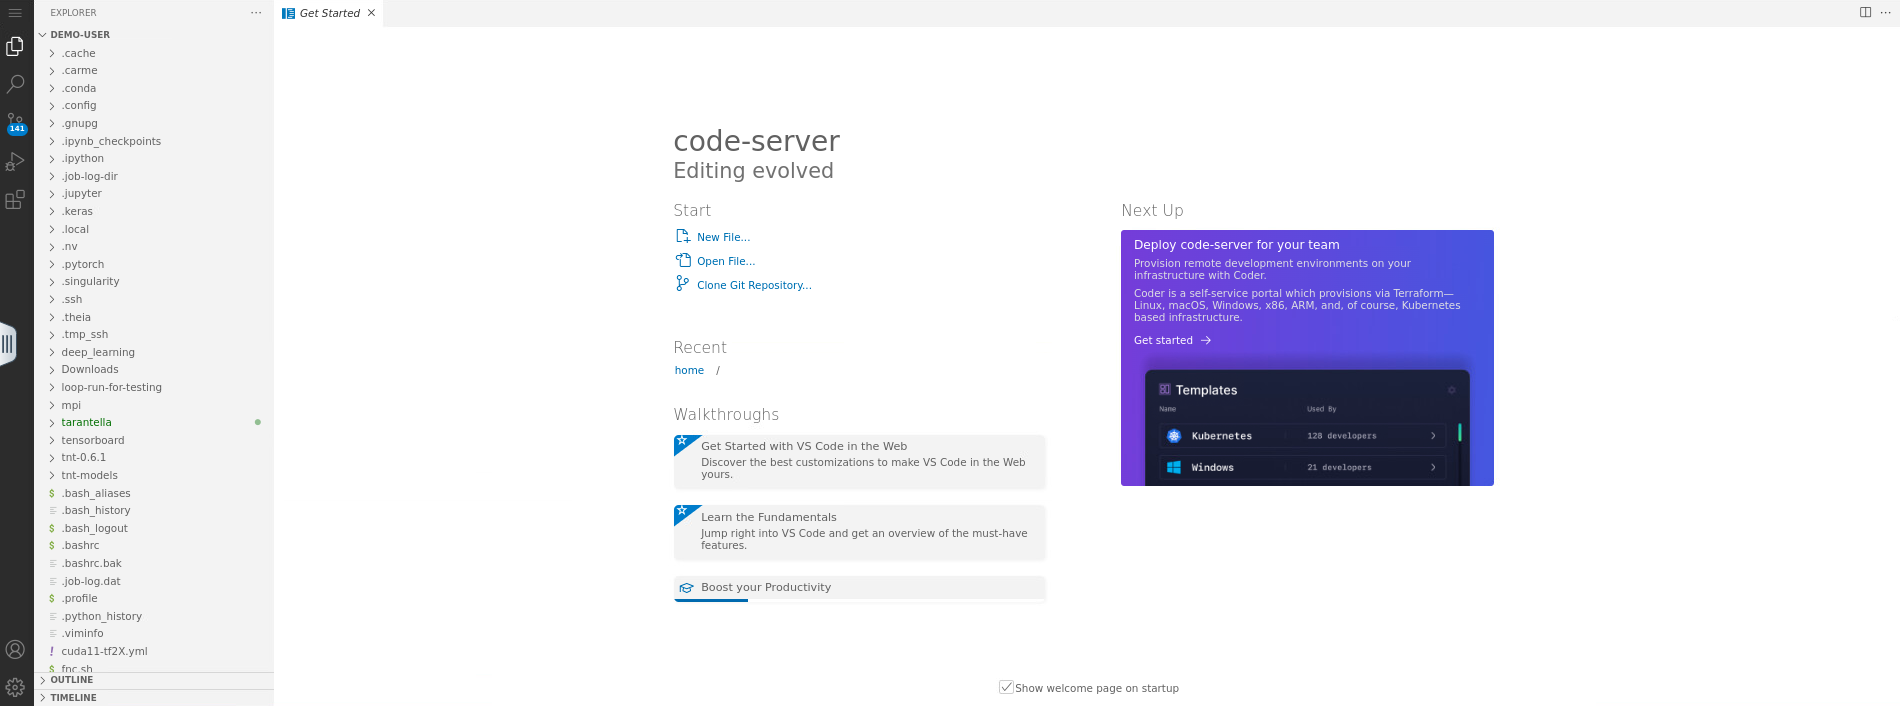 EXPLORER
DEMO-USER
.cache
.carme
.conda
.config
.gnupg
.ipynb_checkpoints
.ipython
.job-log-dir
.jupyter
.keras
.local
.nv
.pytorch
.singularity
.ssh
.theia
.tmp_ssh
deep_learning
Downloads
loop-run-for-testing
mpi
tarantella
tensorboard
tnt-0.6.1
tnt-models
$ .bash_aliases
.bash_history
$ .bash_logout
$ .bashrc
.bashrc.bak
.job-log.dat
$ .profile
.python_history
.viminfo
! cuda11-tf2X.yml
$ fnc.sh
OUTLINE
TIMELINE
141
Get Started
code-server
Editing evolved
Start
New File...
Open File...
Clone Git Repository...
Recent
home /
Walkthroughs
Get Started with VS Code in the Web
Discover the best customizations to make VS Code in the Web
yours.
Learn the Fundamentals
Jump right into VS Code and get an overview of the must-have
features.
Boost your Productivity
Next Up
Deploy code-server for your team
Provision remote development environments on your
infrastructure with Coder.
Coder is a self-service portal which provisions via Terraform—
Linux, macOS, Windows, x86, ARM, and, of course, Kubernetes
based infrastructure.
Get started →
Templates
Name Used By
Kubernetes 128 developers
Windows 21 developers
Show welcome page on startup